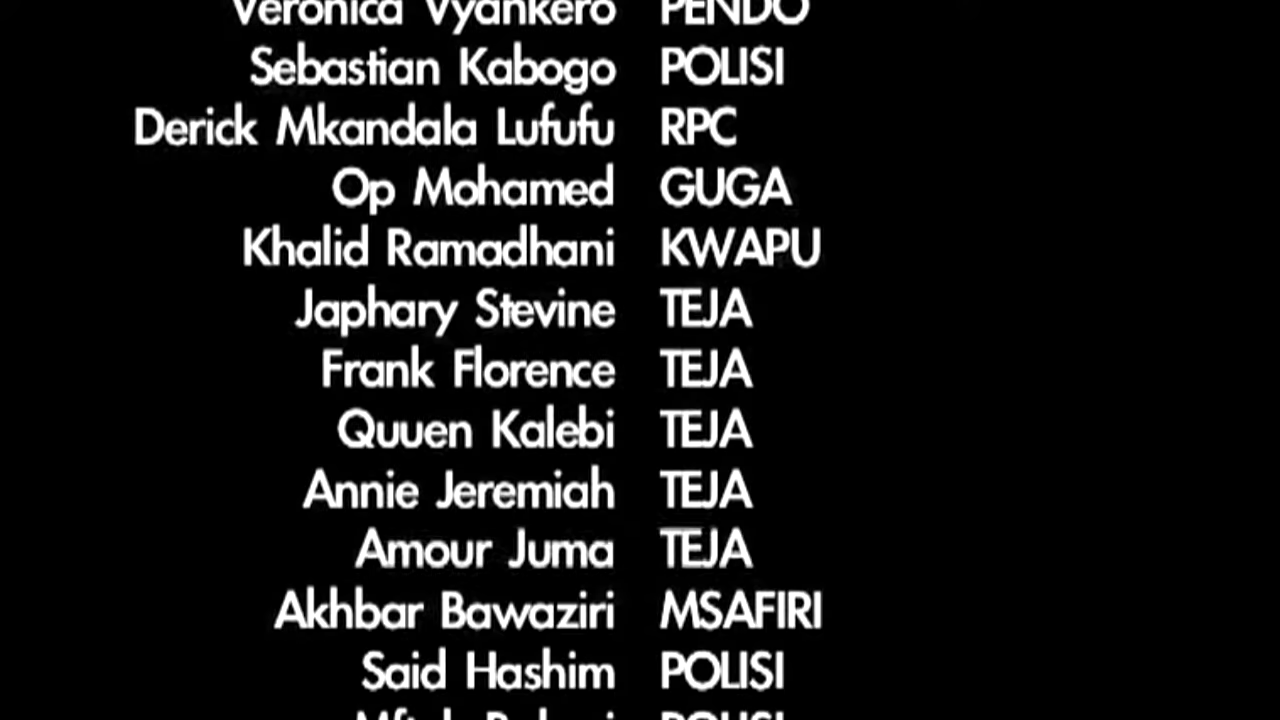 Veronica Vyankero PENDO
Sebastian Kabogo POLISI
Derick Mkandala Lufufu RPC
Op Mohamed GUGA
Khalid Ramadhani KWAPU
Japhary Stevine TEJA
Frank Florence TEJA
Quuen Kalebi TEJA
Annie Jeremiah TEJA
Amour Juma TEJA
Akhbar Bawaziri MSAFIRI
Said Hashim POLISI
POLISI